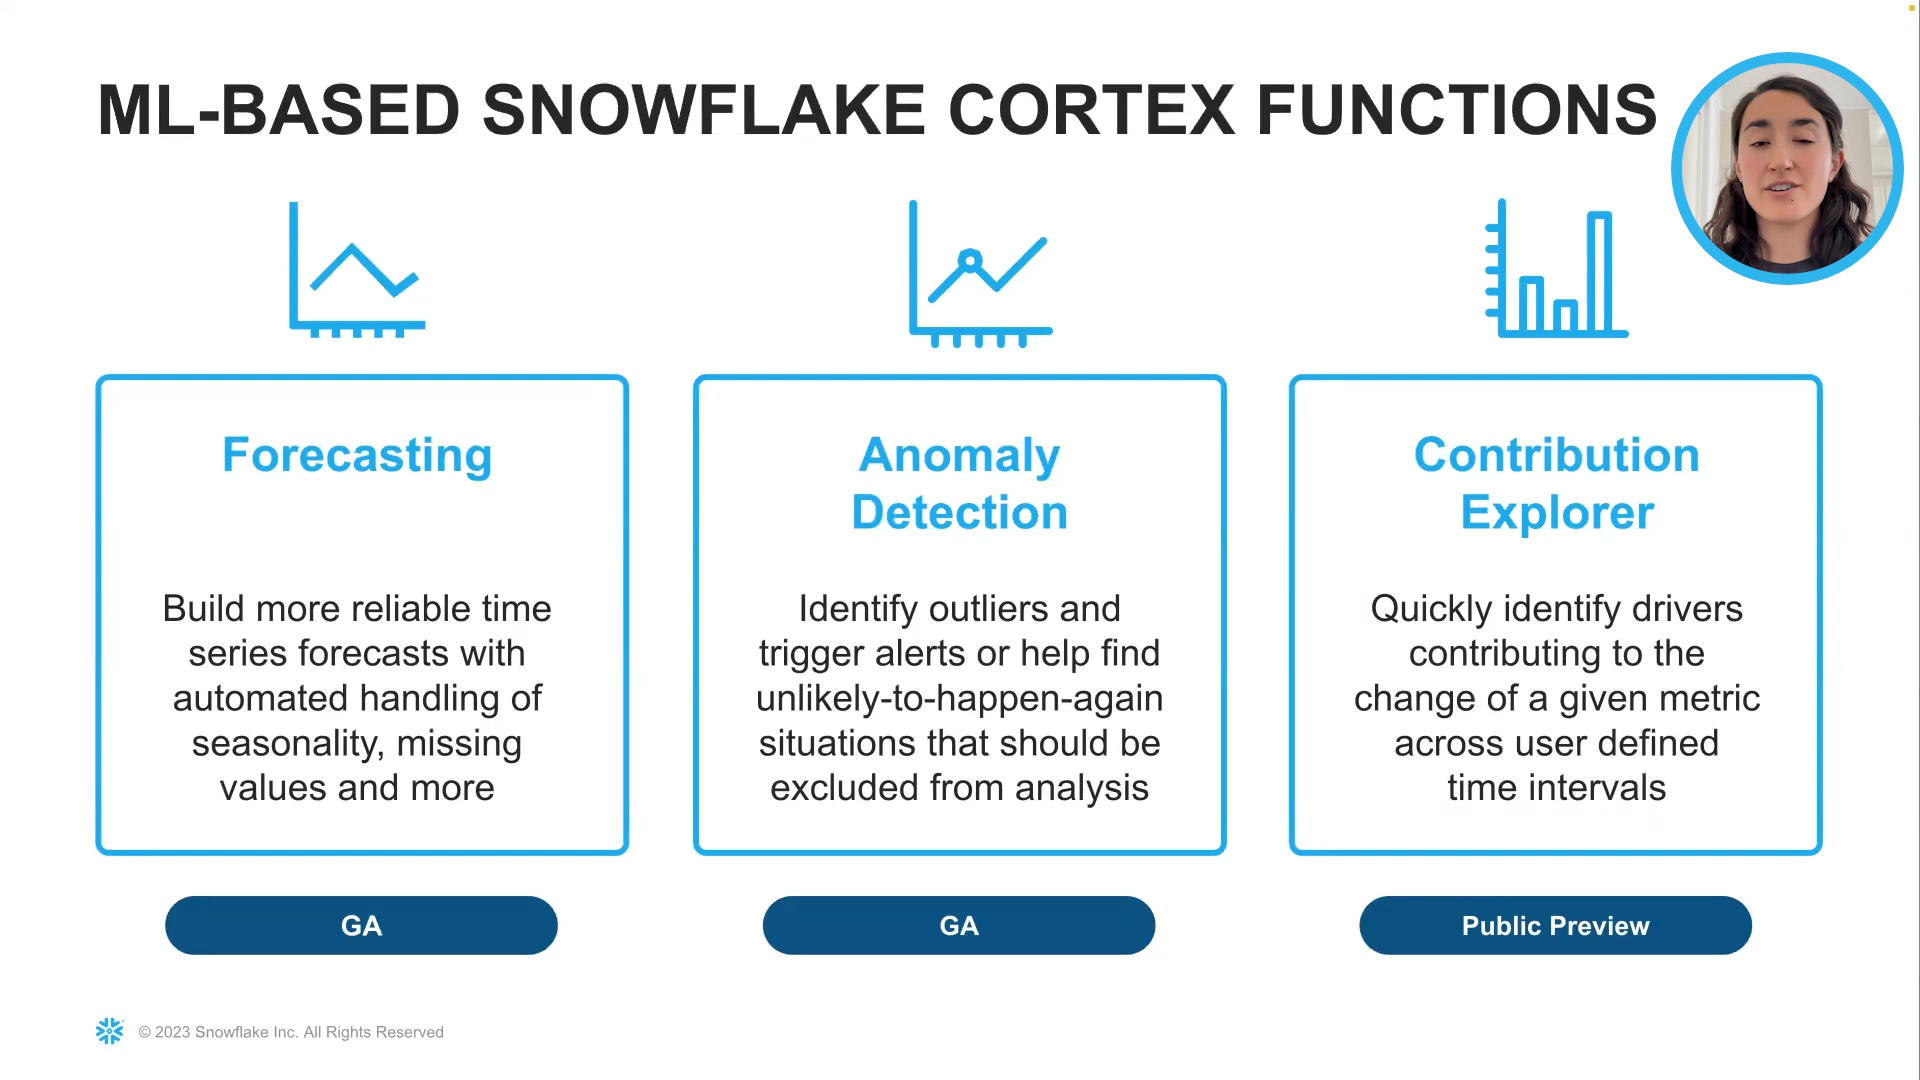 ML-BASED SNOWFLAKE CORTEX FUNCTIONS
Forecasting
Build more reliable time
series forecasts with
automated handling of
seasonality, missing
values and more
GA
Anomaly
Detection
Identify outliers and
trigger alerts or help find
unlikely-to-happen-again
situations that should be
excluded from analysis
GA
Contribution
Explorer
Quickly identify drivers
contributing to the
change of a given metric
across user defined
time intervals
Public Preview
© 2023 Snowflake Inc. All Rights Reserved